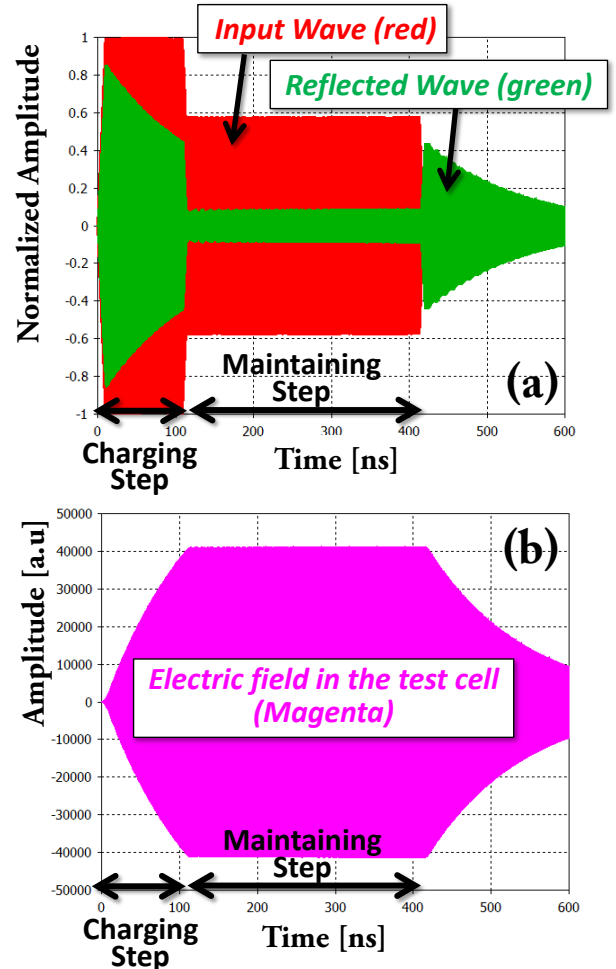 Input Wave (red)
Reflected Wave (green)
Normalized Amplitude
1
0.8
0.6
0.4
0.2
0
-0.2
-0.4
-0.6
-0.8
-1
Maintaining
Step
(a)
0
100
200
300
400
500
600
Charging
Step
Time [ns]
(b)
Amplitude [a.u]
50000
40000
30000
20000
10000
0
-10000
-20000
-30000
-40000
-50000
Electric field in the test cell
(Magenta)
Maintaining
Step
0
100
200
300
400
500
600
Charging
Step
Time [ns]